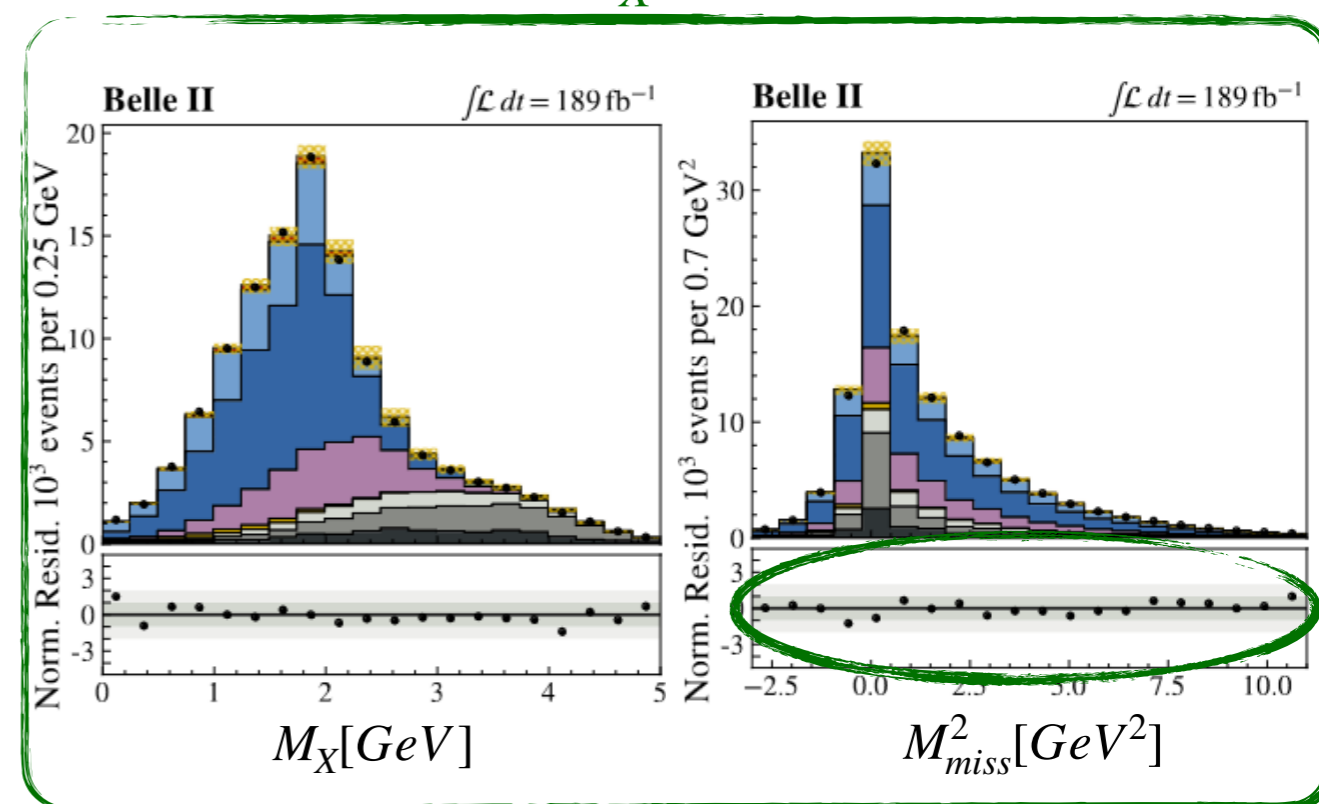 X
Belle II ∫ℒ dt = 189 fb⁻¹
10³ events per 0.25 GeV
20
15
10
5
0
Norm. Resid.
3
0
-3
0 1 2 3 4 5
M_X[GeV]
Belle II ∫ℒ dt = 189 fb⁻¹
10³ events per 0.7 GeV²
30
20
10
0
Norm. Resid.
3
-3
−2.5 0.0 2.5 5.0 7.5 10.0
M²_miss[GeV²]